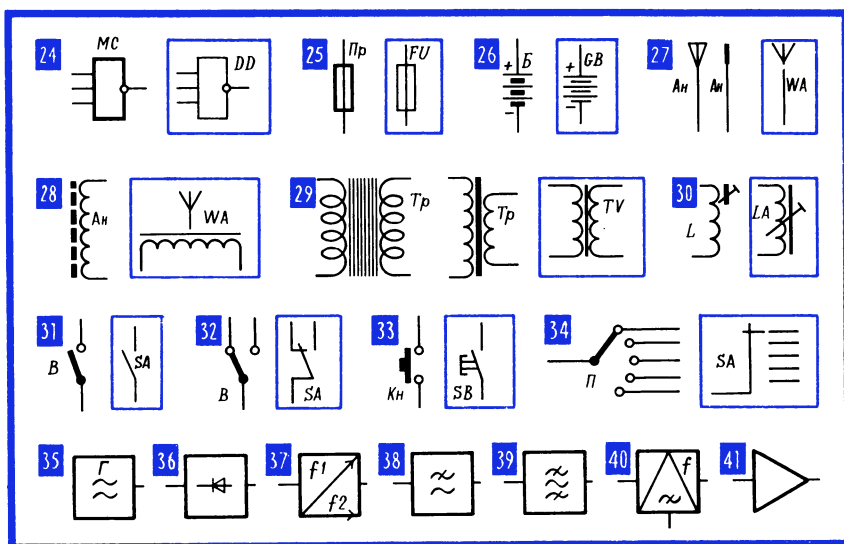 24 МС DD 25 Пр FU 26 + Б - + GB - 27 Ан Ан WA
28 Ан WA 29 Тр Тр TV 30 L LA
31 В SA 32 В SA 33 Кн SB 34 П SA
35 Г 36 37 f1 f2 38 39 40 f 41